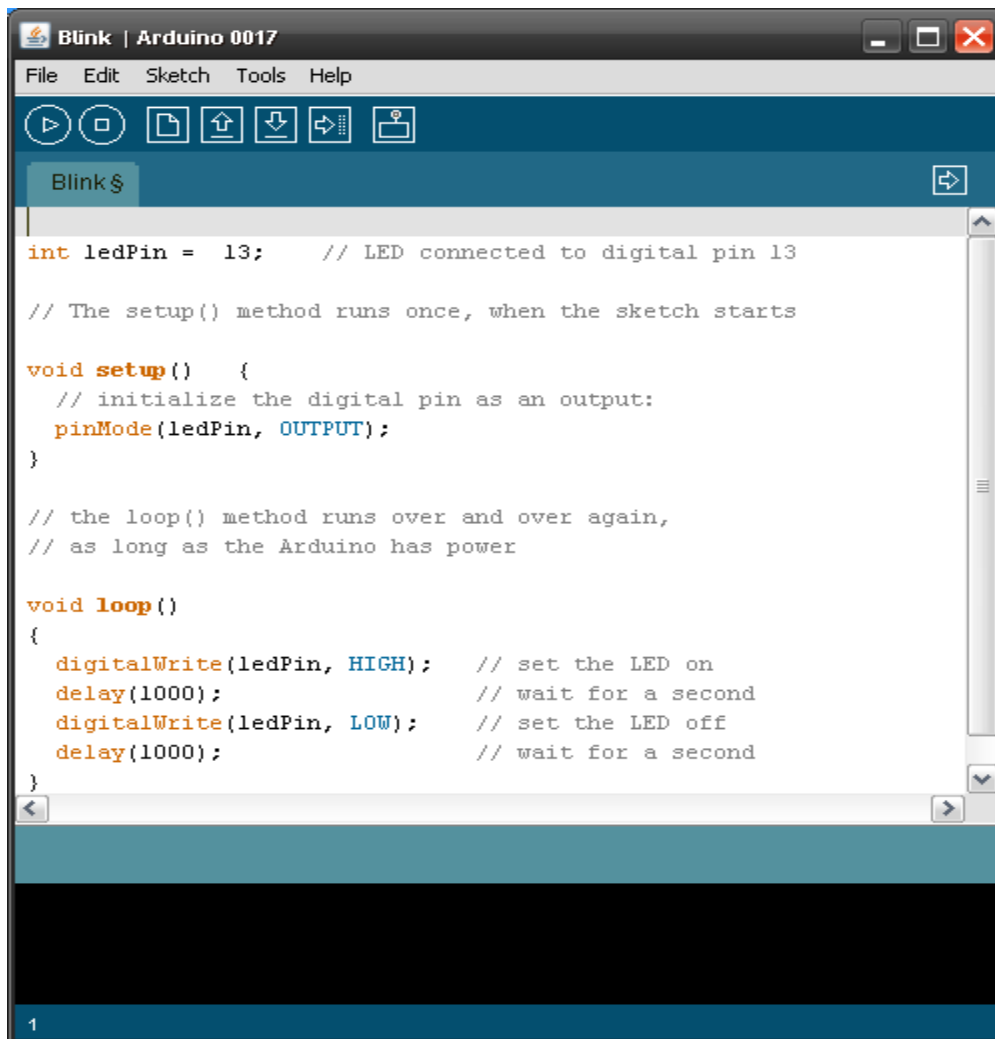 Blink | Arduino 0017
File Edit Sketch Tools Help
Blink §
int ledPin =  13;    // LED connected to digital pin 13
// The setup() method runs once, when the sketch starts
void setup()   {
  // initialize the digital pin as an output:
  pinMode(ledPin, OUTPUT);
}
// the loop() method runs over and over again,
// as long as the Arduino has power
void loop()
{
  digitalWrite(ledPin, HIGH);   // set the LED on
  delay(1000);                  // wait for a second
  digitalWrite(ledPin, LOW);    // set the LED off
  delay(1000);                  // wait for a second
}
1